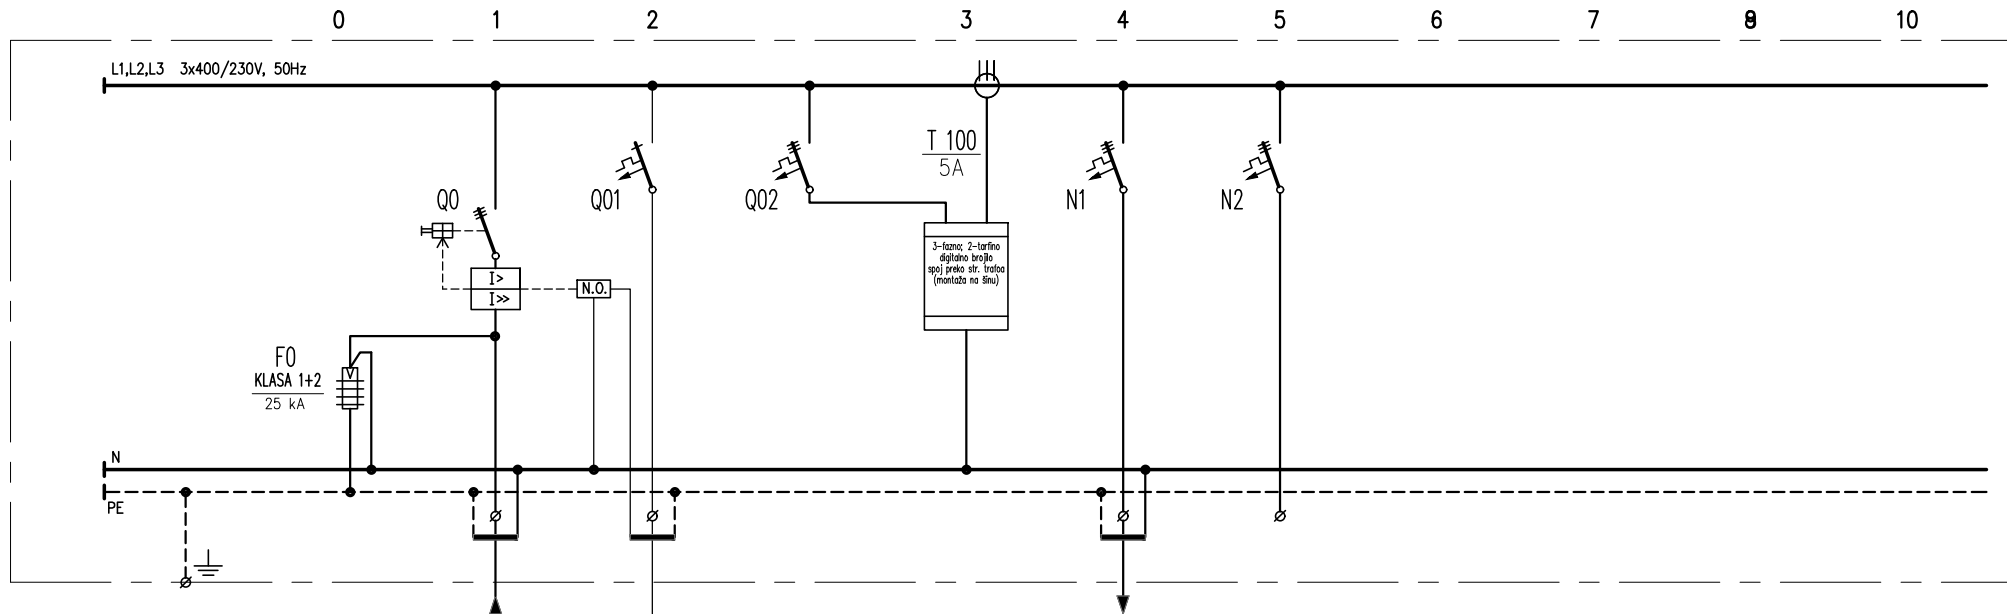 0 1 2 3 4 5 6 7 10
L1,L2,L3 3x400/230V, 50Hz
T 100
5A
Q0
Q01
Q02
N1
N2
3-fazno; 2-tarfino
digitalno brojilo
spoj preko str. trafoa
(montaža na šinu)
I>
I>>
N.O.
F0
KLASA 1+2
25 kA
N
PE